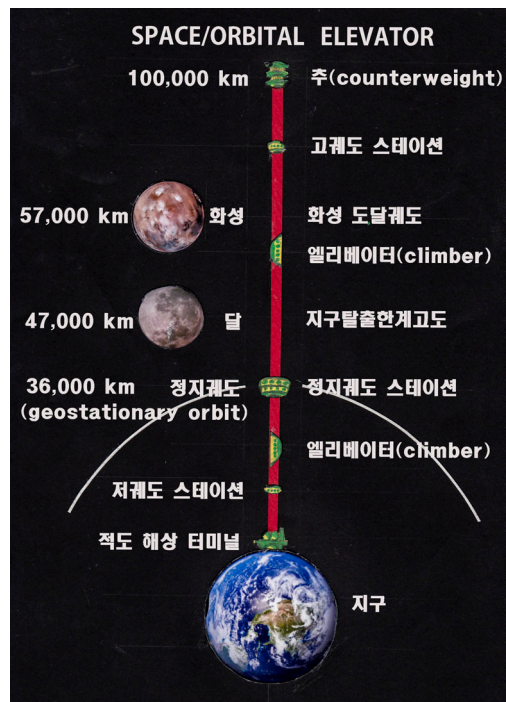 SPACE/ORBITAL ELEVATOR
100,000 km 추(counterweight)
고궤도 스테이션
57,000 km 화성 화성 도달궤도
엘리베이터(climber)
47,000 km 달 지구탈출한계고도
36,000 km 정지궤도 정지궤도 스테이션
(geostationary orbit)
엘리베이터(climber)
저궤도 스테이션
적도 해상 터미널
지구